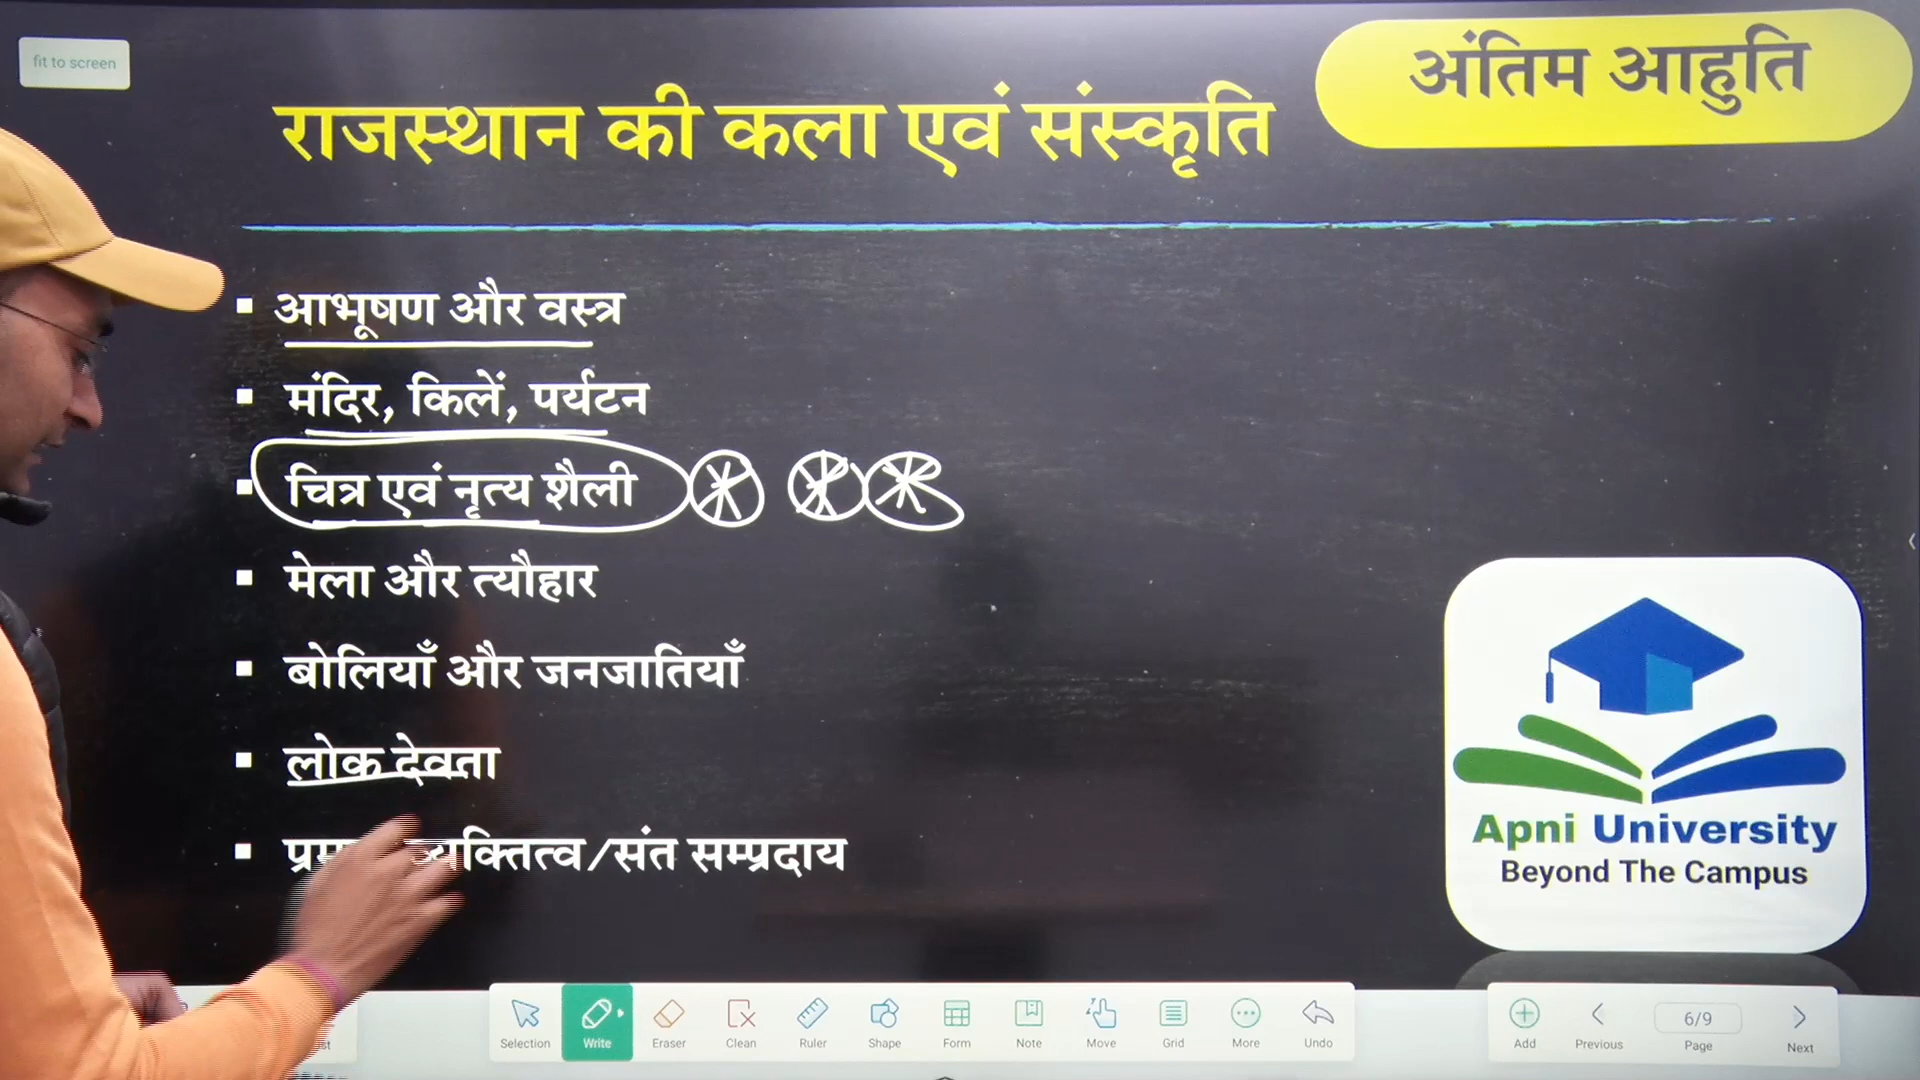 fit to screen
अंतिम आहुति
राजस्थान की कला एवं संस्कृति
आभूषण और वस्त्र
मंदिर, किलें, पर्यटन
चित्र एवं नृत्य शैली
मेला और त्यौहार
बोलियाँ और जनजातियाँ
लोक देवता
संत सम्प्रदाय
Apni University
Beyond The Campus
Selection Write Eraser Clean Ruler Shape Form Note Move Grid More Undo
Add Previous 6/9 Page Next